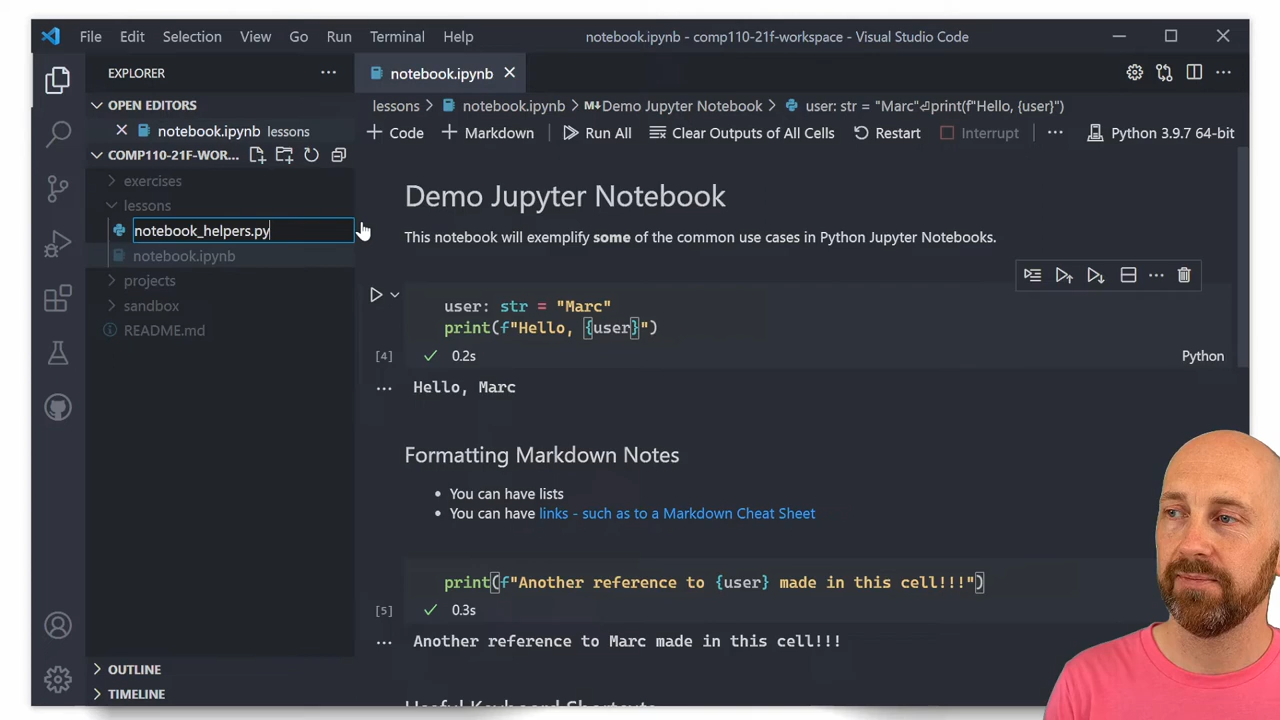 File Edit Selection View Go Run Terminal Help notebook.ipynb - comp110-21f-workspace - Visual Studio Code
EXPLORER
notebook.ipynb
OPEN EDITORS
notebook.ipynb lessons
lessons > notebook.ipynb > M↓Demo Jupyter Notebook > user: str = "Marc"⏎print(f"Hello, {user}")
+ Code + Markdown Run All Clear Outputs of All Cells Restart Interrupt ... Python 3.9.7 64-bit
COMP110-21F-WOR...
exercises
lessons
notebook_helpers.py
notebook.ipynb
projects
sandbox
README.md
OUTLINE
TIMELINE
Demo Jupyter Notebook
This notebook will exemplify some of the common use cases in Python Jupyter Notebooks.
user: str = "Marc"
print(f"Hello, {user}")
[4] 0.2s Python
Hello, Marc
Formatting Markdown Notes
• You can have lists
• You can have links - such as to a Markdown Cheat Sheet
print(f"Another reference to {user} made in this cell!!!")
[5] 0.3s
Another reference to Marc made in this cell!!!
Useful Keyboard Shortcuts